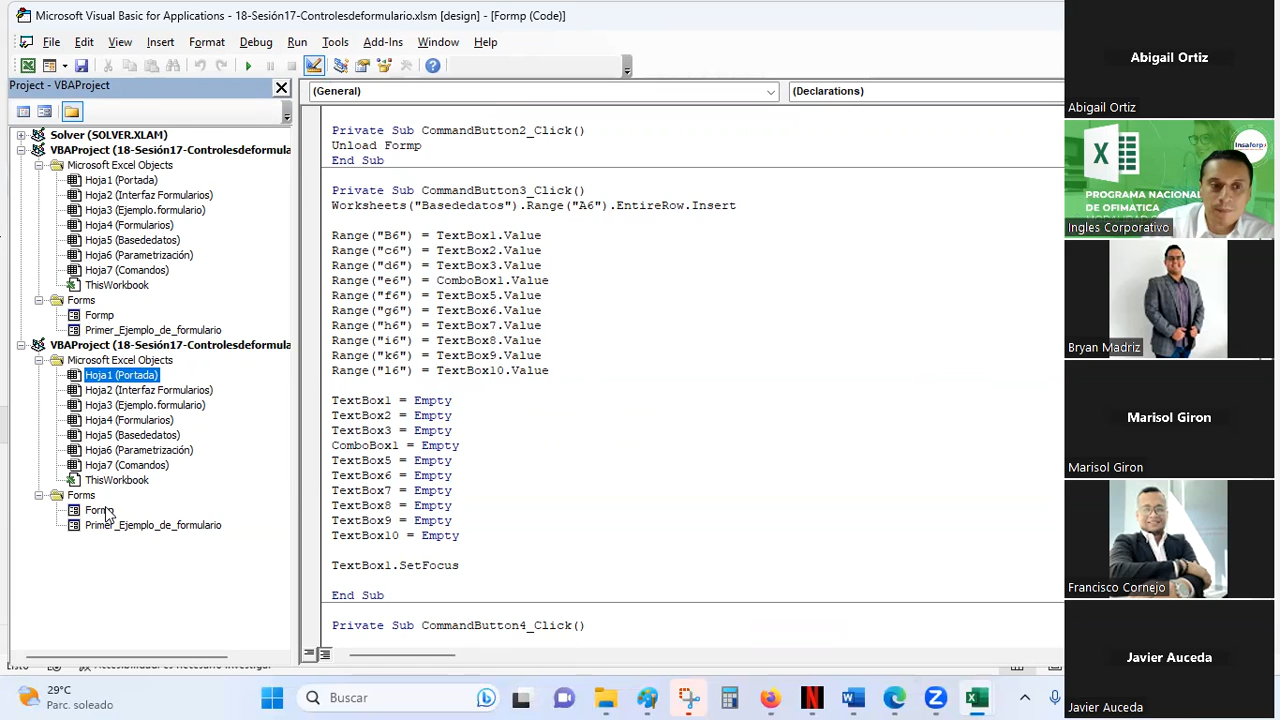 Microsoft Visual Basic for Applications - 18-Sesión17-Controlesdeformulario.xlsm [design] - [Formp (Code)]
File Edit View Insert Format Debug Run Tools Add-Ins Window Help
Project - VBAProject
(General)
(Declarations)
Solver (SOLVER.XLAM)
VBAProject (18-Sesión17-Controlesdeformula
Microsoft Excel Objects
Hoja1 (Portada)
Hoja2 (Interfaz Formularios)
Hoja3 (Ejemplo.formulario)
Hoja4 (Formularios)
Hoja5 (Basededatos)
Hoja6 (Parametrización)
Hoja7 (Comandos)
ThisWorkbook
Forms
Formp
Primer_Ejemplo_de_formulario
VBAProject (18-Sesión17-Controlesdeformula
Microsoft Excel Objects
Hoja1 (Portada)
Hoja2 (Interfaz Formularios)
Hoja3 (Ejemplo.formulario)
Hoja4 (Formularios)
Hoja5 (Basededatos)
Hoja6 (Parametrización)
Hoja7 (Comandos)
ThisWorkbook
Forms
Formp
Primer_Ejemplo_de_formulario
Private Sub CommandButton2_Click()
Unload Formp
End Sub
Private Sub CommandButton3_Click()
Range("B6") = TextBox1.Value
Range("c6") = TextBox2.Value
Range("d6") = TextBox3.Value
Range("e6") = ComboBox1.Value
Range("f6") = TextBox5.Value
Range("g6") = TextBox6.Value
Range("h6") = TextBox7.Value
Range("i6") = TextBox8.Value
Range("k6") = TextBox9.Value
Range("l6") = TextBox10.Value
TextBox1 = Empty
TextBox2 = Empty
TextBox3 = Empty
ComboBox1 = Empty
TextBox5 = Empty
TextBox6 = Empty
TextBox7 = Empty
TextBox8 = Empty
TextBox9 = Empty
TextBox10 = Empty
TextBox1.SetFocus
End Sub
Private Sub CommandButton4_Click()
Abigail Ortiz
Abigail Ortiz
Insaforp
PROGRAMA NACIONAL
DE OFIMATICA
Ingles Corporativo
Bryan Madriz
Marisol Giron
Marisol Giron
Francisco Cornejo
Javier Auceda
Javier Auceda
29°C
Parc. soleado
Buscar